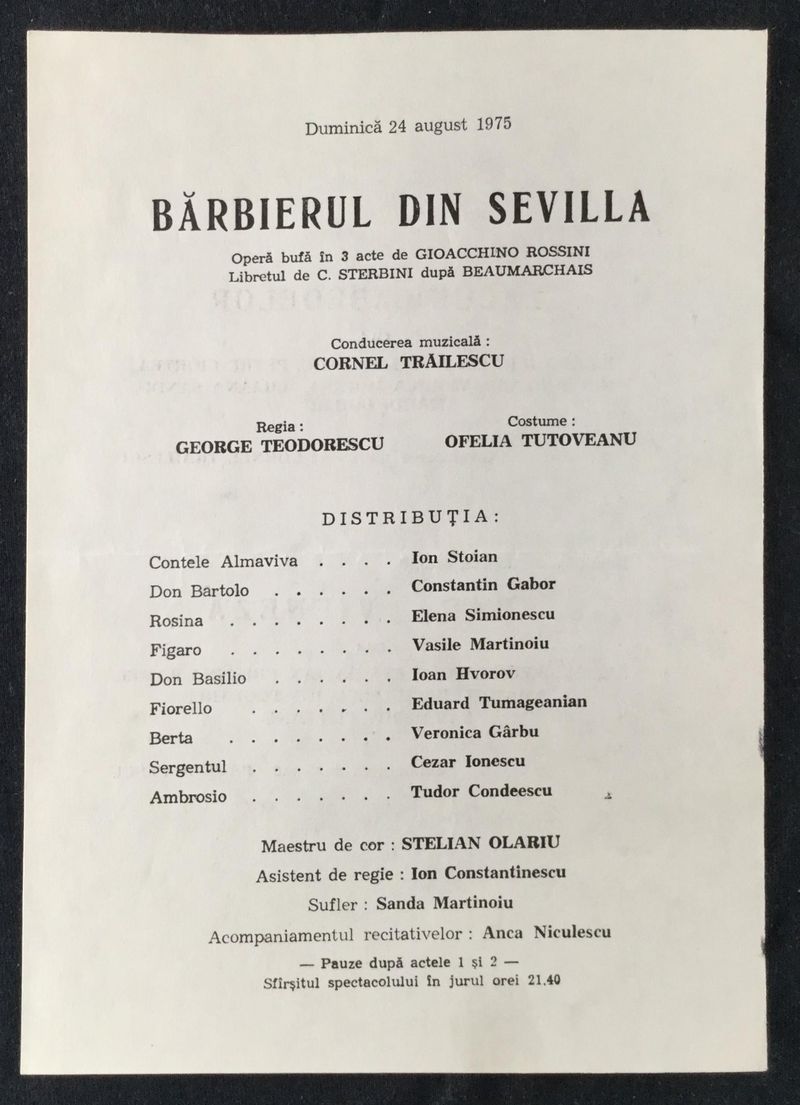 Duminică 24 august 1975
BĂRBIERUL DIN SEVILLA
Operă bufă în 3 acte de GIOACCHINO ROSSINI
Libretul de C. STERBINI după BEAUMARCHAIS
Conducerea muzicală :
CORNEL TRĂILESCU
Regia :
GEORGE TEODORESCU
Costume :
OFELIA TUTOVEANU
DISTRIBUŢIA:
Contele Almaviva . . . . Ion Stoian
Don Bartolo . . . . . . Constantin Gabor
Rosina . . . . . . . . Elena Simionescu
Figaro . . . . . . . . Vasile Martinoiu
Don Basilio . . . . . . Ioan Hvorov
Fiorello . . . . . . . Eduard Tumageanian
Berta . . . . . . . . Veronica Gârbu
Sergentul . . . . . . . Cezar Ionescu
Ambrosio . . . . . . . Tudor Condeescu
Maestru de cor : STELIAN OLARIU
Asistent de regie : Ion Constantinescu
Sufler : Sanda Martinoiu
Acompaniamentul recitativelor : Anca Niculescu
— Pauze după actele 1 şi 2 —
Sfîrşitul spectacolului în jurul orei 21.40